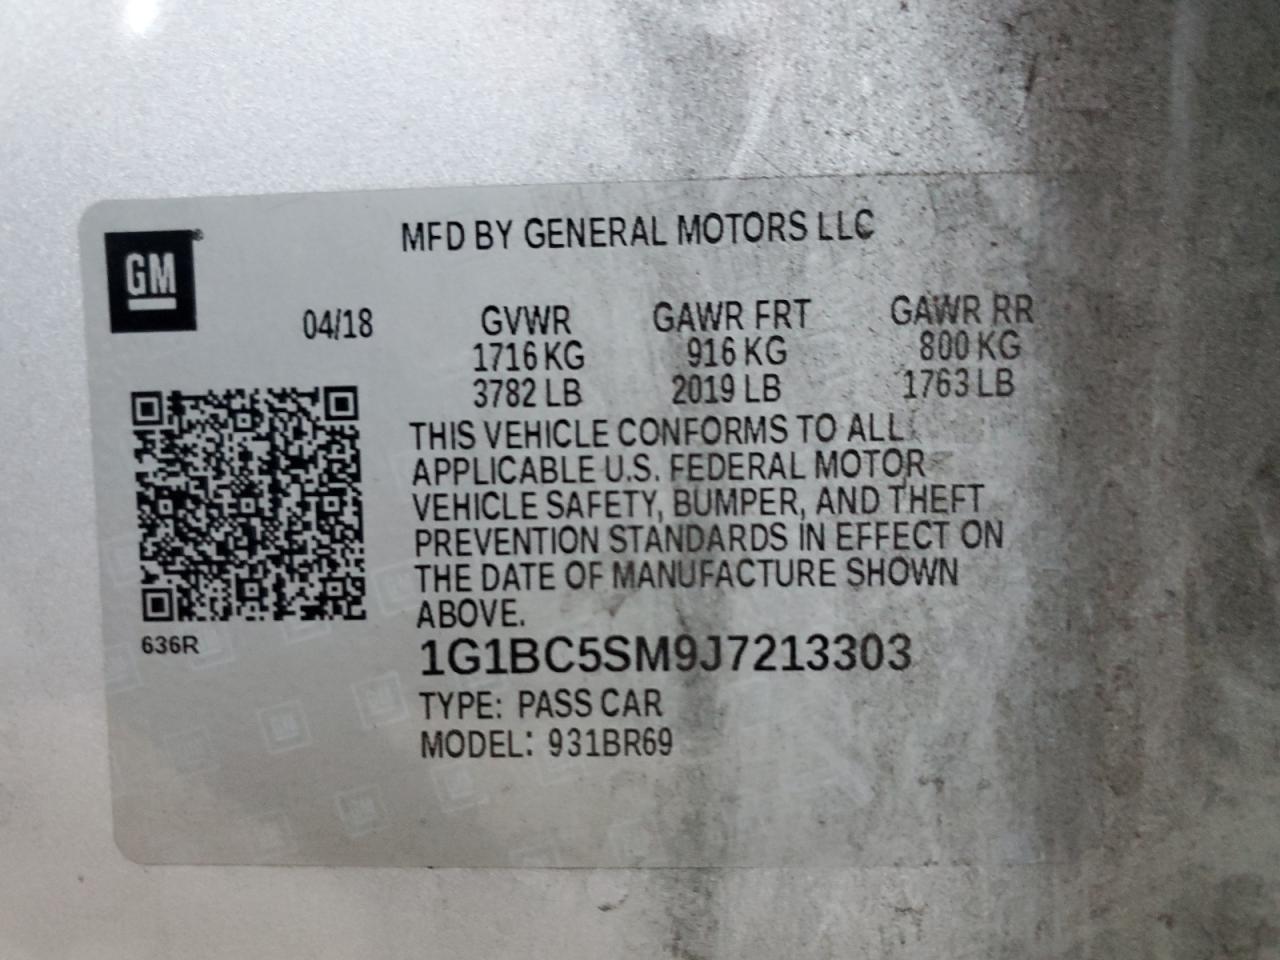 MFD BY GENERAL MOTORS LLC
GM®
04/18 GVWR GAWR FRT GAWR RR
1716 KG 916 KG 800 KG
3782 LB 2019 LB 1763 LB
THIS VEHICLE CONFORMS TO ALL
APPLICABLE U.S. FEDERAL MOTOR
VEHICLE SAFETY, BUMPER, AND THEFT
PREVENTION STANDARDS IN EFFECT ON
THE DATE OF MANUFACTURE SHOWN
ABOVE.
636R
1G1BC5SM9J7213303
TYPE: PASS CAR
MODEL: 931BR69